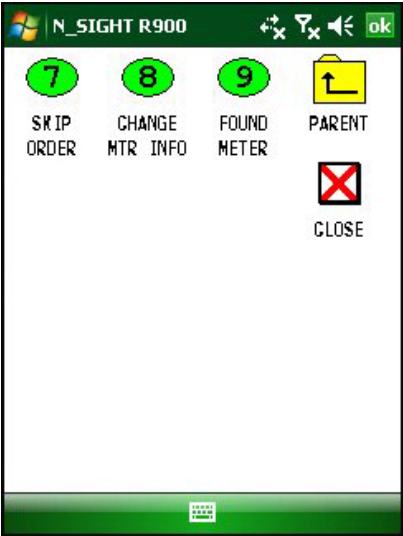 N_SIGHT R900 ok
7 8 9
SKIP CHANGE FOUND PARENT
ORDER MTR INFO METER
CLOSE